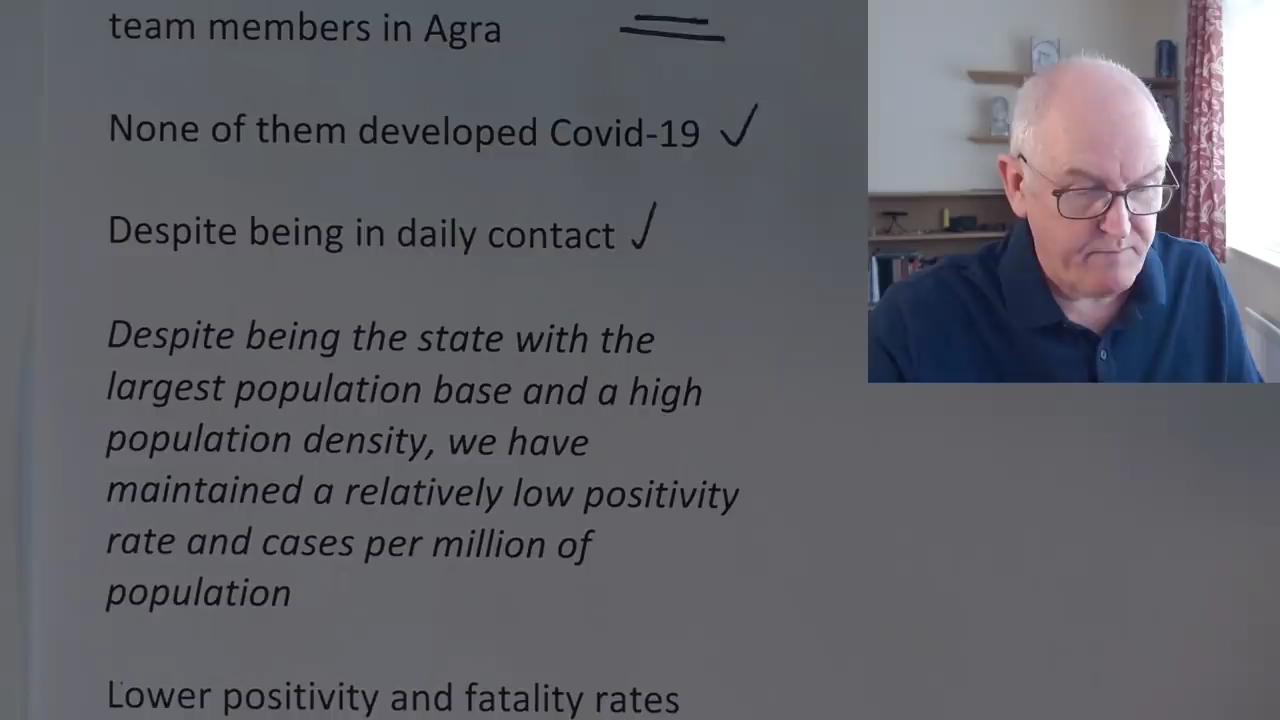 team members in Agra
None of them developed Covid-19
Despite being in daily contact
Despite being the state with the
largest population base and a high
population density, we have
maintained a relatively low positivity
rate and cases per million of
population
Lower positivity and fatality rates